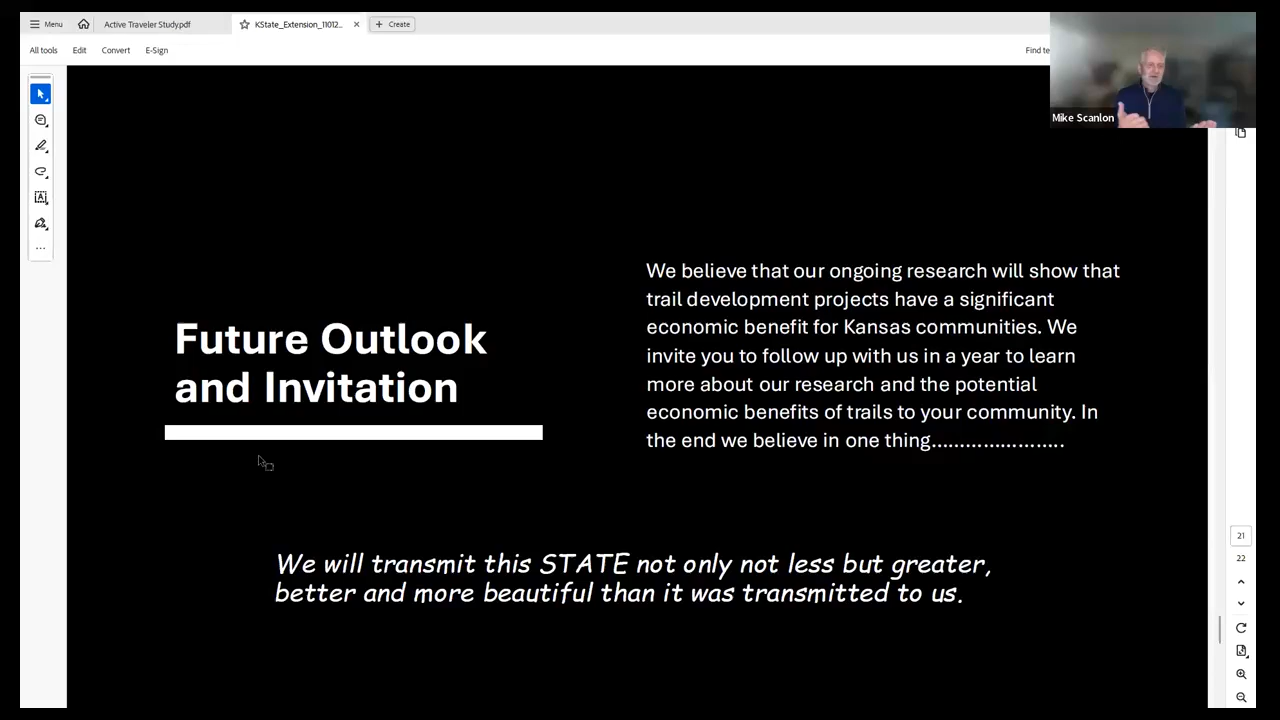 Menu
Active Traveler Study.pdf
KState_Extension_11012...
Create
All tools
Edit
Convert
E-Sign
Find te
Mike Scanlon
Future Outlook
and Invitation
We believe that our ongoing research will show that
trail development projects have a significant
economic benefit for Kansas communities. We
invite you to follow up with us in a year to learn
more about our research and the potential
economic benefits of trails to your community. In
the end we believe in one thing…………………..
We will transmit this STATE not only not less but greater,
better and more beautiful than it was transmitted to us.
21
22